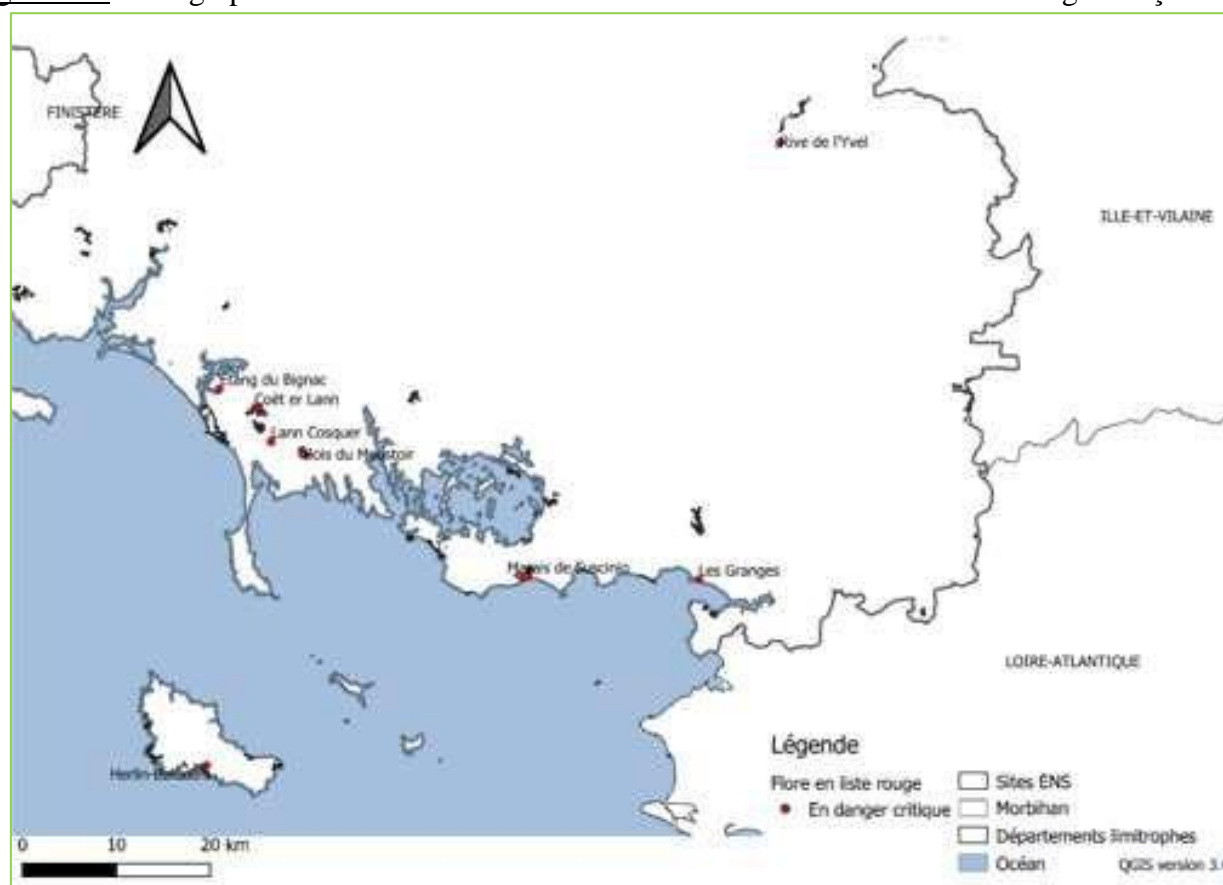 FINISTÈRE
Rive de l'Yvel
ILLE-ET-VILAINE
Etang du Bignac
Coët er Lann
Lann Cosquer
Bois du Moustoir
Marais de Suscinio
Les Granges
LOIRE-ATLANTIQUE
Légende
Flore en liste rouge
En danger critique
Sites ENS
Morbihan
Départements limitrophes
Océan
QGIS version 3.
0 10 20 km